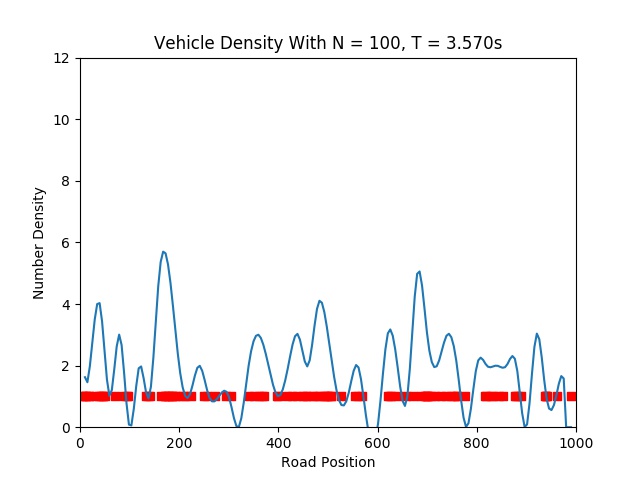 Vehicle Density With N = 100, T = 3.570s
12
10
8
6
4
2
0
Number Density
0 200 400 600 800 1000
Road Position